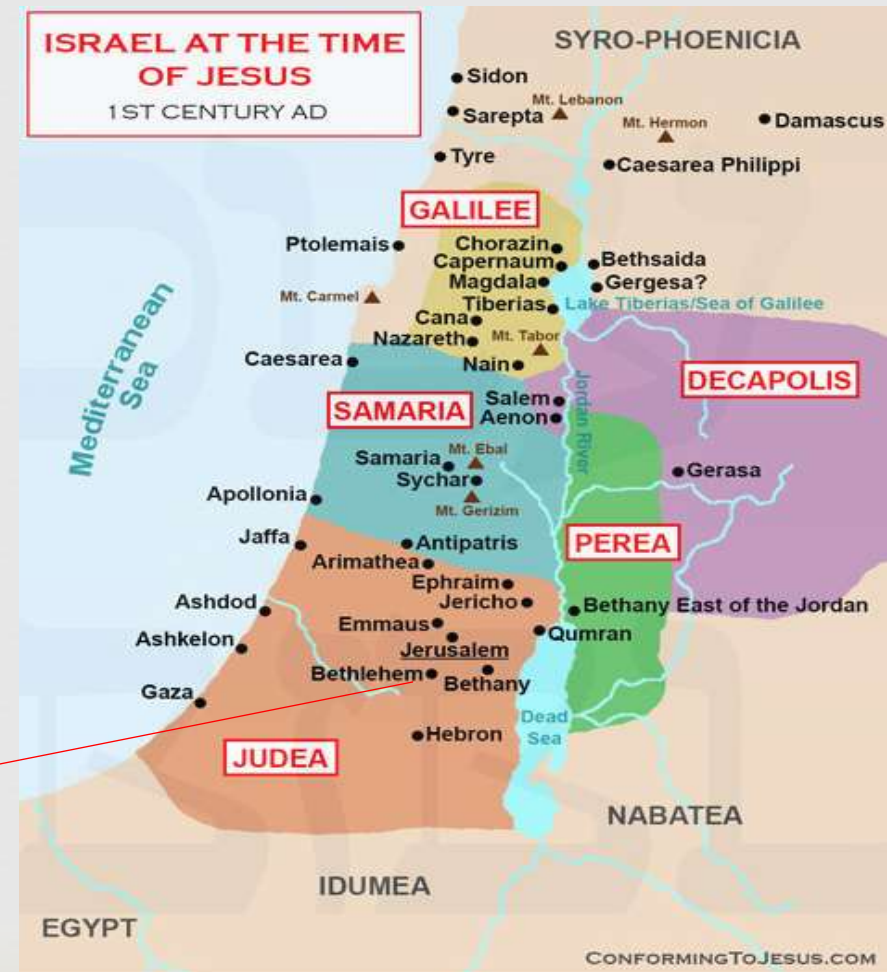 ISRAEL AT THE TIME
OF JESUS
1ST CENTURY AD
SYRO-PHOENICIA
Sidon
Mt. Lebanon
Sarepta
Mt. Hermon
Damascus
Tyre
Caesarea Philippi
GALILEE
Ptolemais
Chorazin
Capernaum
Bethsaida
Magdala
Gergesa?
Mt. Carmel
Tiberias
Lake Tiberias/Sea of Galilee
Cana
Nazareth
Mt. Tabor
Mediterranean
Sea
Caesarea
Nain
Jordan River
DECAPOLIS
Salem
SAMARIA
Aenon
Mt. Ebal
Samaria
Sychar
Gerasa
Apollonia
Mt. Gerizim
Jaffa
Antipatris
PEREA
Arimathea
Ephraim
Ashdod
Jericho
Bethany East of the Jordan
Emmaus
Qumran
Ashkelon
Jerusalem
Bethlehem
Bethany
Gaza
Dead
Sea
Hebron
JUDEA
NABATEA
IDUMEA
EGYPT
CONFORMINGTOJESUS.COM